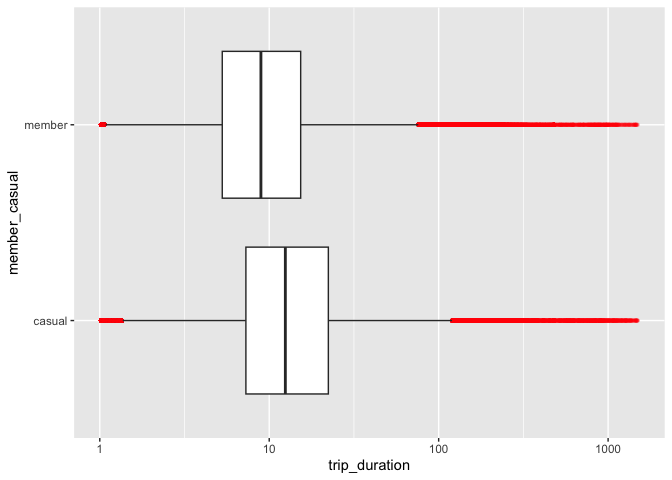 member_casual
member
casual
1
10
100
1000
trip_duration